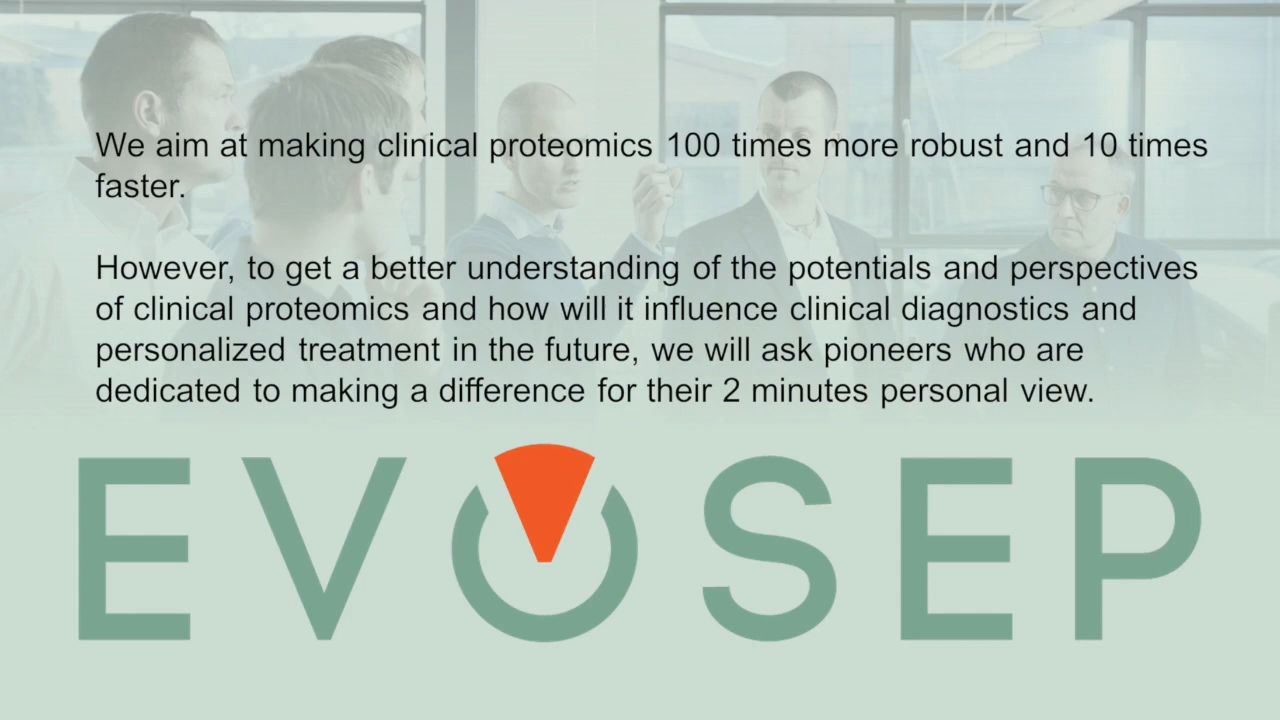 We aim at making clinical proteomics 100 times more robust and 10 times
faster.
However, to get a better understanding of the potentials and perspectives
of clinical proteomics and how will it influence clinical diagnostics and
personalized treatment in the future, we will ask pioneers who are
dedicated to making a difference for their 2 minutes personal view.
EVOSEP